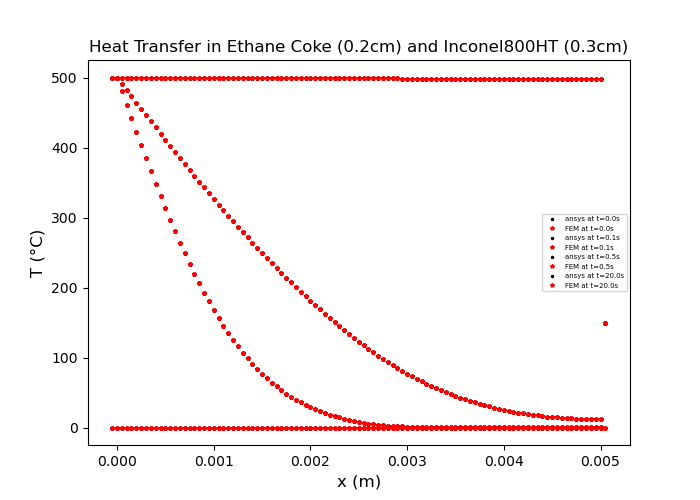 Heat Transfer in Ethane Coke (0.2cm) and Inconel800HT (0.3cm)
500
400
300
200
100
0
T (°C)
ansys at t=0.0s
FEM at t=0.0s
ansys at t=0.1s
FEM at t=0.1s
ansys at t=0.5s
FEM at t=0.5s
ansys at t=20.0s
FEM at t=20.0s
0.000 0.001 0.002 0.003 0.004 0.005
x (m)